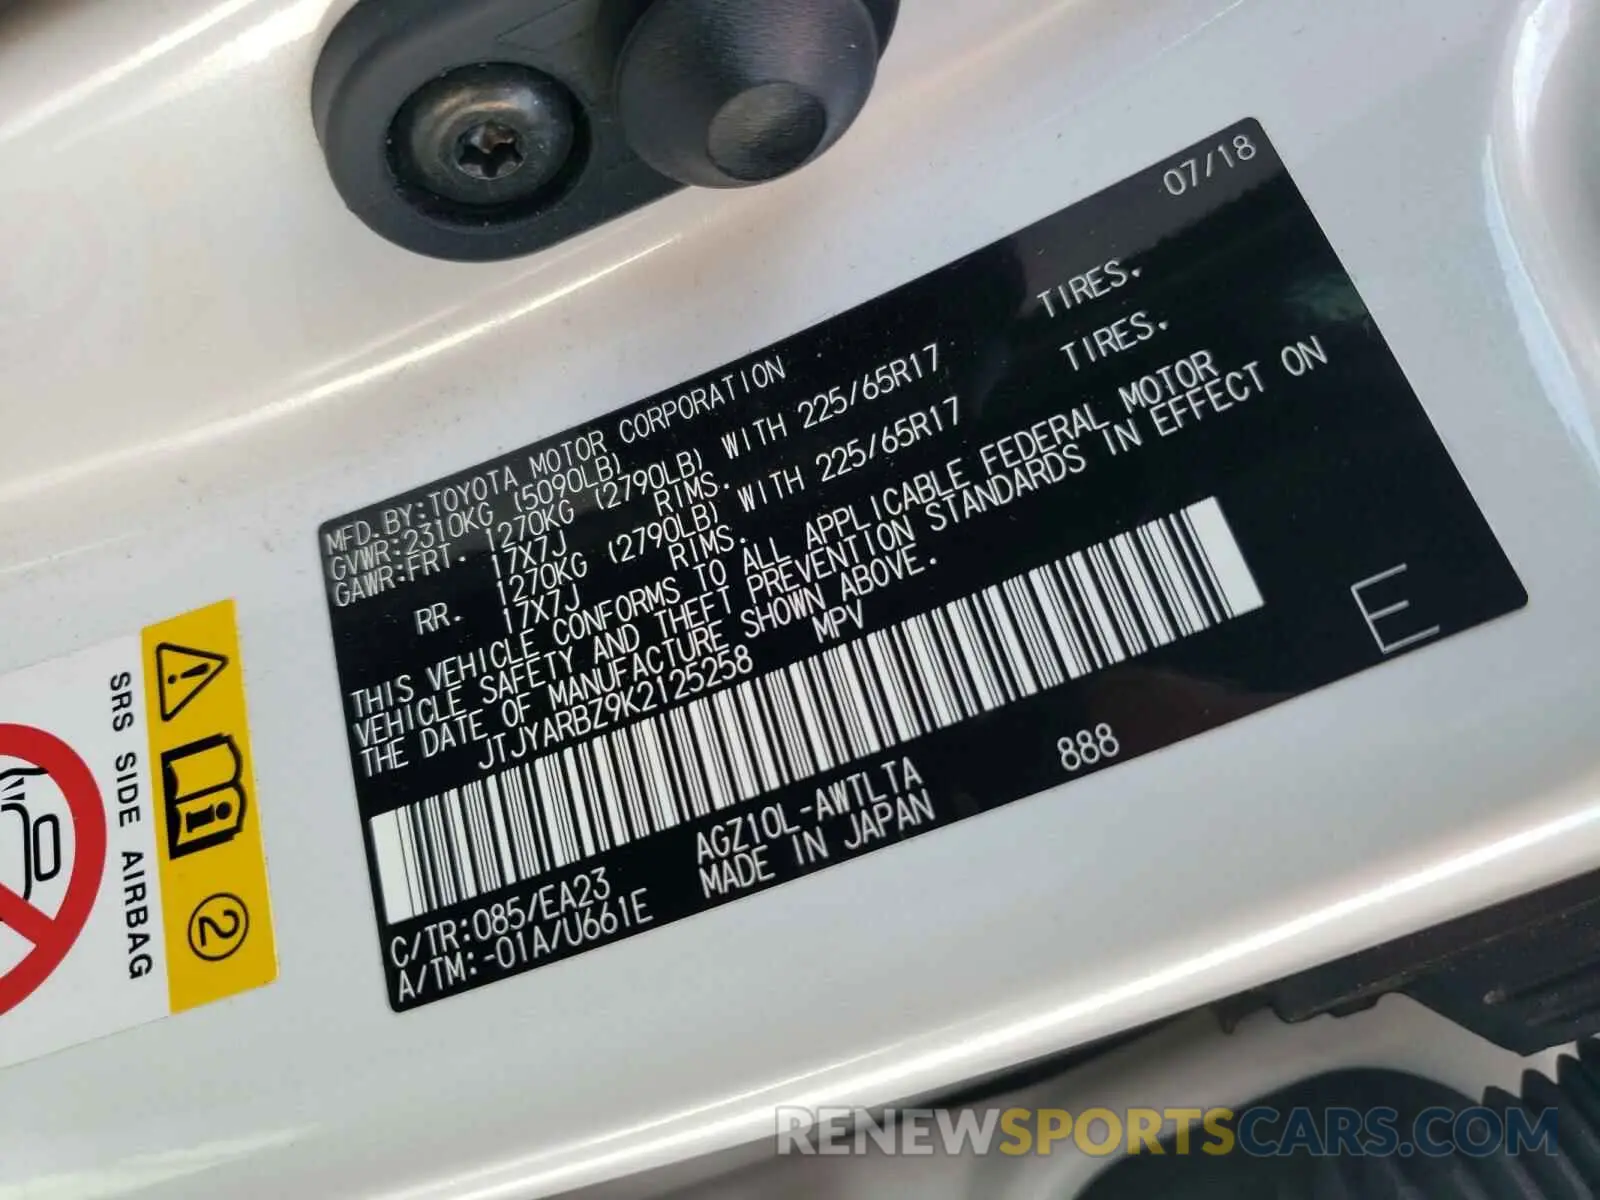 07/18
MFD.BY:TOYOTA MOTOR CORPORATION
GVWR:2310KG (5090LB)
GAWR:FRT. 1270KG (2790LB) WITH 225/65R17 TIRES.
17X7J RIMS.
RR. 1270KG (2790LB) WITH 225/65R17 TIRES.
17X7J RIMS.
THIS VEHICLE CONFORMS TO ALL APPLICABLE FEDERAL MOTOR
VEHICLE SAFETY AND THEFT PREVENTION STANDARDS IN EFFECT ON
THE DATE OF MANUFACTURE SHOWN ABOVE.
JTJYARBZ9K2125258 MPV
E
C/TR:085/EA23 AGZ10L-AWTLTA 888
A/TM:-01A/U661E MADE IN JAPAN
SRS SIDE AIRBAG
2
RENEWSPORTSCARS.COM